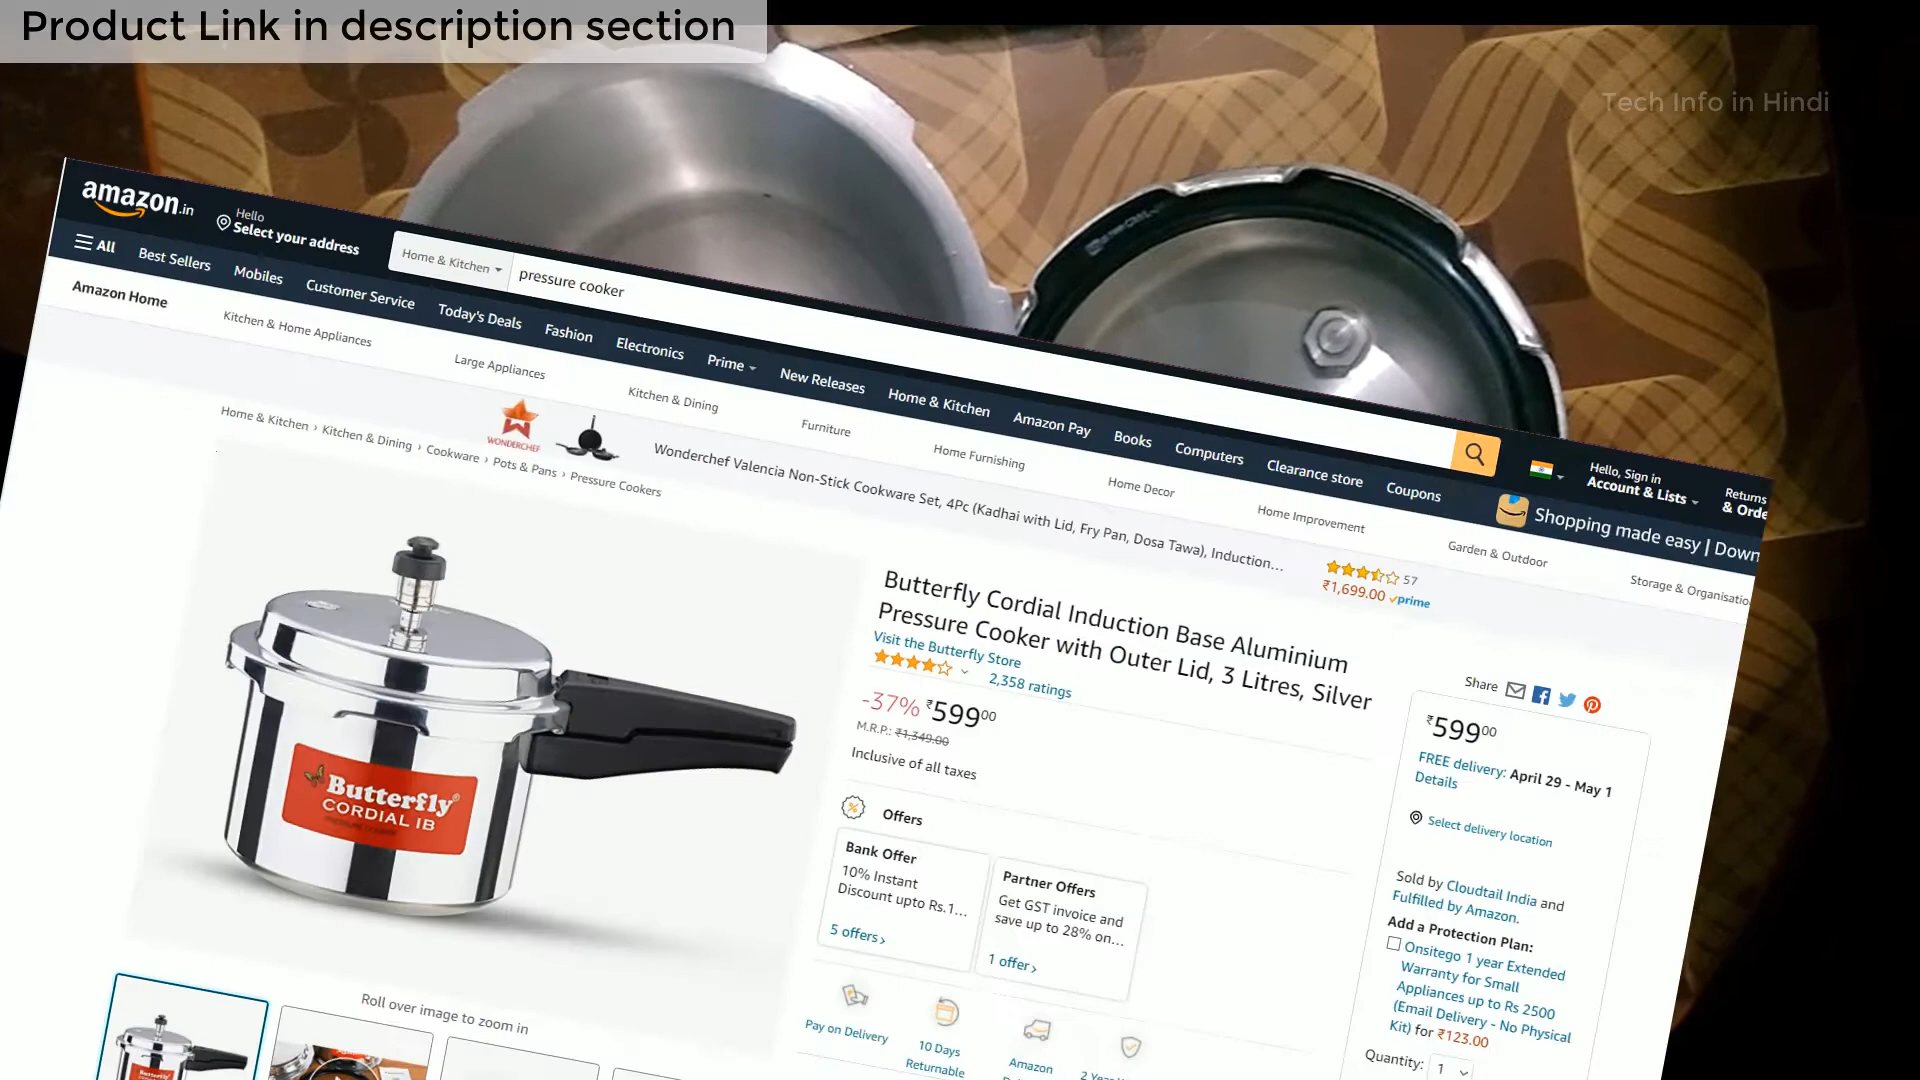 Product Link in description section
Tech Info in Hindi
amazon.in
Hello
Select your address
Home & Kitchen
pressure cooker
Hello, Sign in
Account & Lists
Returns
& Orde
All
Best Sellers
Mobiles
Customer Service
Today's Deals
Fashion
Electronics
Prime
New Releases
Home & Kitchen
Amazon Pay
Books
Computers
Clearance store
Coupons
Shopping made easy | Down
Amazon Home
Kitchen & Home Appliances
Large Appliances
Kitchen & Dining
Furniture
Home Furnishing
Home Decor
Home Improvement
Garden & Outdoor
Storage & Organisatio
WONDERCHEF
Wonderchef Valencia Non-Stick Cookware Set, 4Pc (Kadhai with Lid, Fry Pan, Dosa Tawa), Induction...
57
₹1,699.00 prime
Home & Kitchen › Kitchen & Dining › Cookware › Pots & Pans › Pressure Cookers
Butterfly
CORDIAL IB
Roll over image to zoom in
Butterfly Cordial Induction Base Aluminium
Pressure Cooker with Outer Lid, 3 Litres, Silver
Visit the Butterfly Store
2,358 ratings
-37% ₹59900
M.R.P.: ₹1,349.00
Inclusive of all taxes
Offers
Bank Offer
10% Instant
Discount upto Rs.1...
5 offers›
Partner Offers
Get GST invoice and
save up to 28% on...
1 offer›
Pay on Delivery
10 Days
Returnable
Amazon
Share
₹59900
FREE delivery: April 29 - May 1
Details
Select delivery location
Sold by Cloudtail India and
Fulfilled by Amazon.
Add a Protection Plan:
Onsitego 1 year Extended
Warranty for Small
Appliances up to Rs 2500
(Email Delivery - No Physical
Kit) for ₹123.00
Quantity: 1